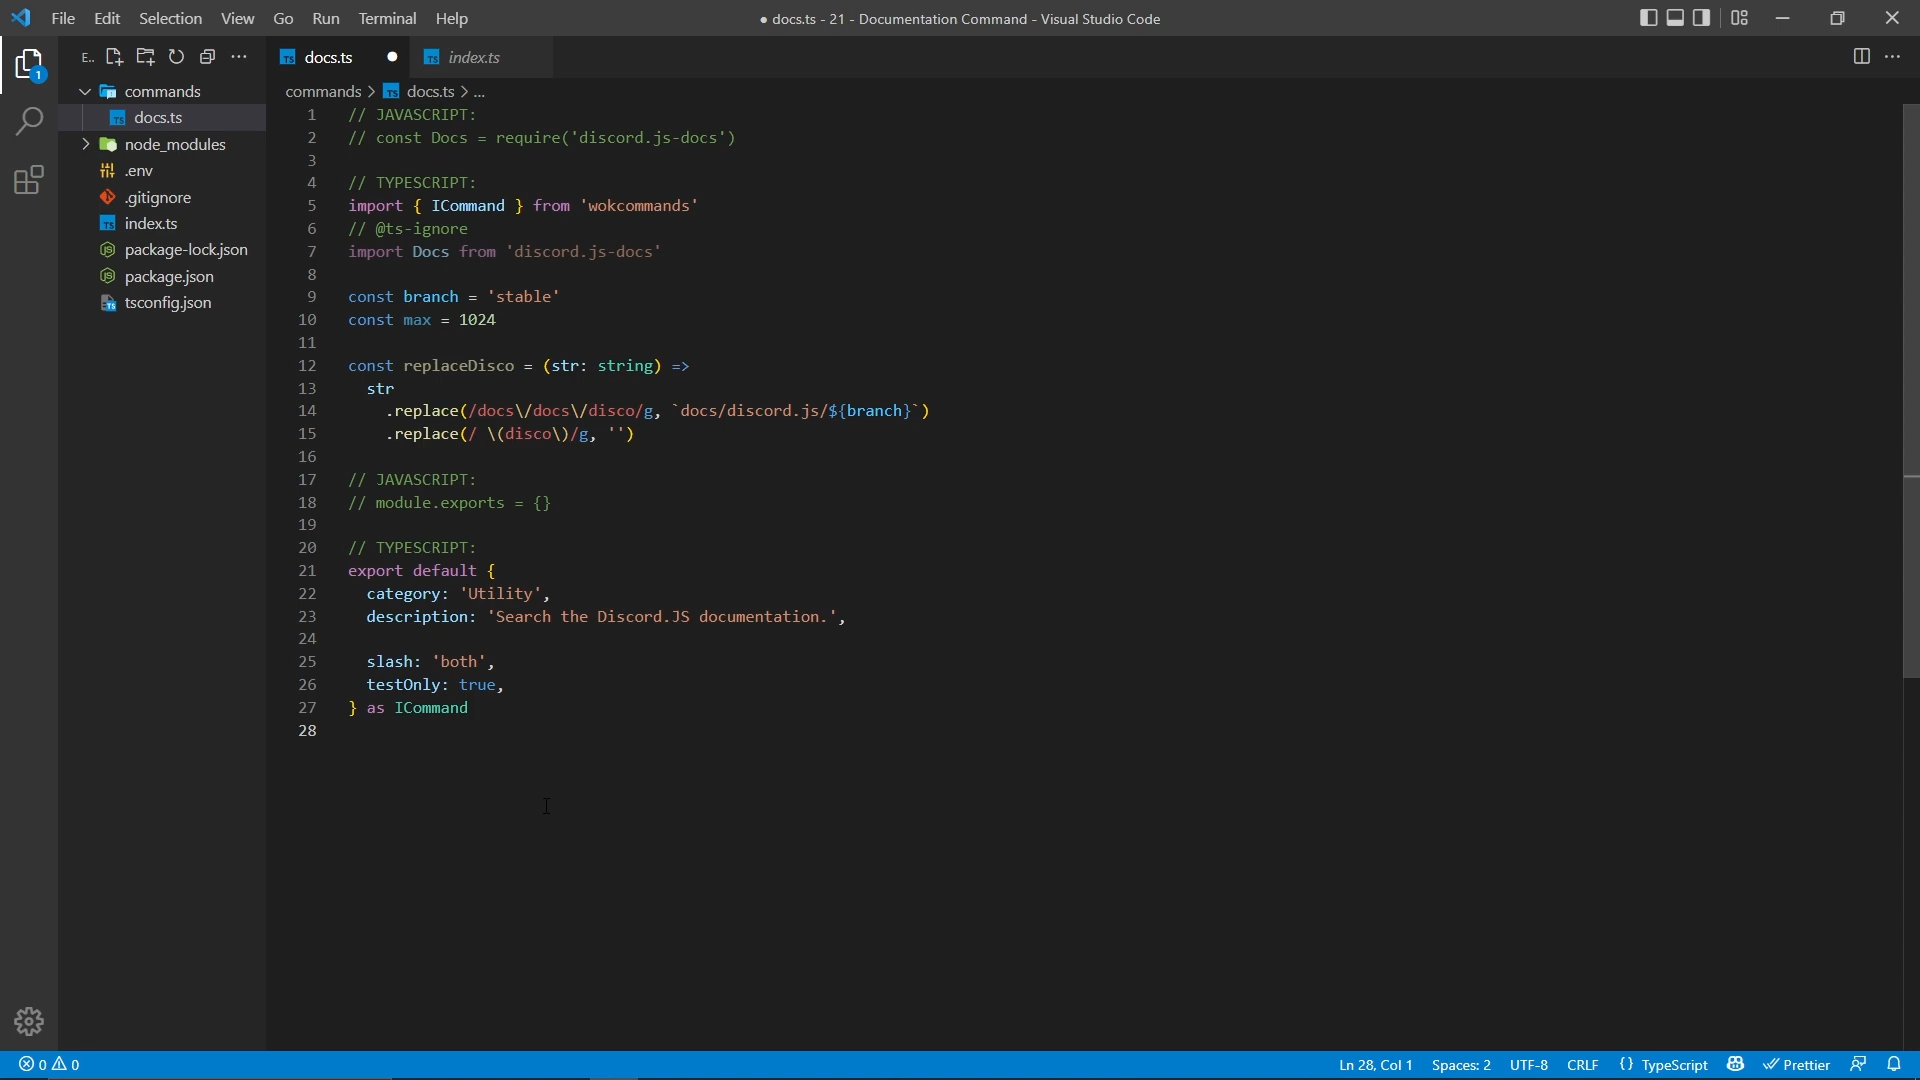 File Edit Selection View Go Run Terminal Help
● docs.ts - 21 - Documentation Command - Visual Studio Code
E..
docs.ts
index.ts
1
commands
docs.ts
node_modules
.env
.gitignore
index.ts
package-lock.json
package.json
tsconfig.json
commands > docs.ts > ...
1 // JAVASCRIPT:
2 // const Docs = require('discord.js-docs')
3
4 // TYPESCRIPT:
5 import { ICommand } from 'wokcommands'
6 // @ts-ignore
7 import Docs from 'discord.js-docs'
8
9 const branch = 'stable'
10 const max = 1024
11
12 const replaceDisco = (str: string) =>
13 str
14 .replace(/docs\/docs\/disco/g, `docs/discord.js/${branch}`)
15 .replace(/ \(disco\)/g, '')
16
17 // JAVASCRIPT:
18 // module.exports = {}
19
20 // TYPESCRIPT:
21 export default {
22 category: 'Utility',
23 description: 'Search the Discord.JS documentation.',
24
25 slash: 'both',
26 testOnly: true,
27 } as ICommand
28
0 0
Ln 28, Col 1 Spaces: 2 UTF-8 CRLF {} TypeScript Prettier